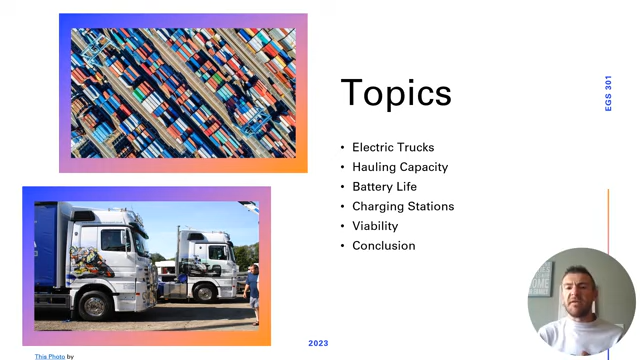 Topics
• Electric Trucks
• Hauling Capacity
• Battery Life
• Charging Stations
• Viability
• Conclusion
EGS 301
2023
This Photo by